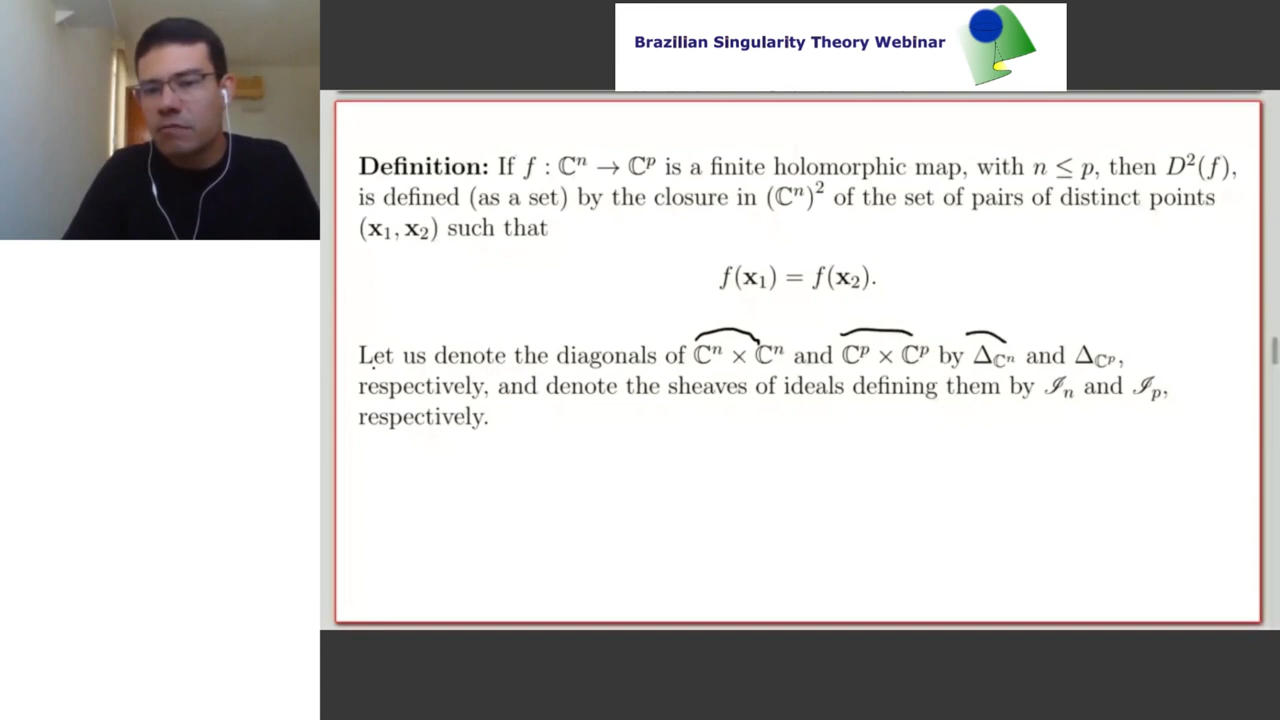 Brazilian Singularity Theory Webinar
Definition: If f : ℂⁿ → ℂᵖ is a finite holomorphic map, with n ≤ p, then D²(f),
is defined (as a set) by the closure in (ℂⁿ)² of the set of pairs of distinct points
(x₁, x₂) such that
f(x₁) = f(x₂).
Let us denote the diagonals of ℂⁿ × ℂⁿ and ℂᵖ × ℂᵖ by Δ_ℂⁿ and Δ_ℂᵖ,
respectively, and denote the sheaves of ideals defining them by ℐₙ and ℐₚ,
respectively.